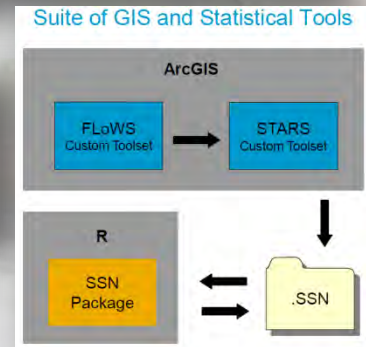 Suite of GIS and Statistical Tools
ArcGIS
FLoWS
Custom Toolset
STARS
Custom Toolset
R
SSN
Package
.SSN